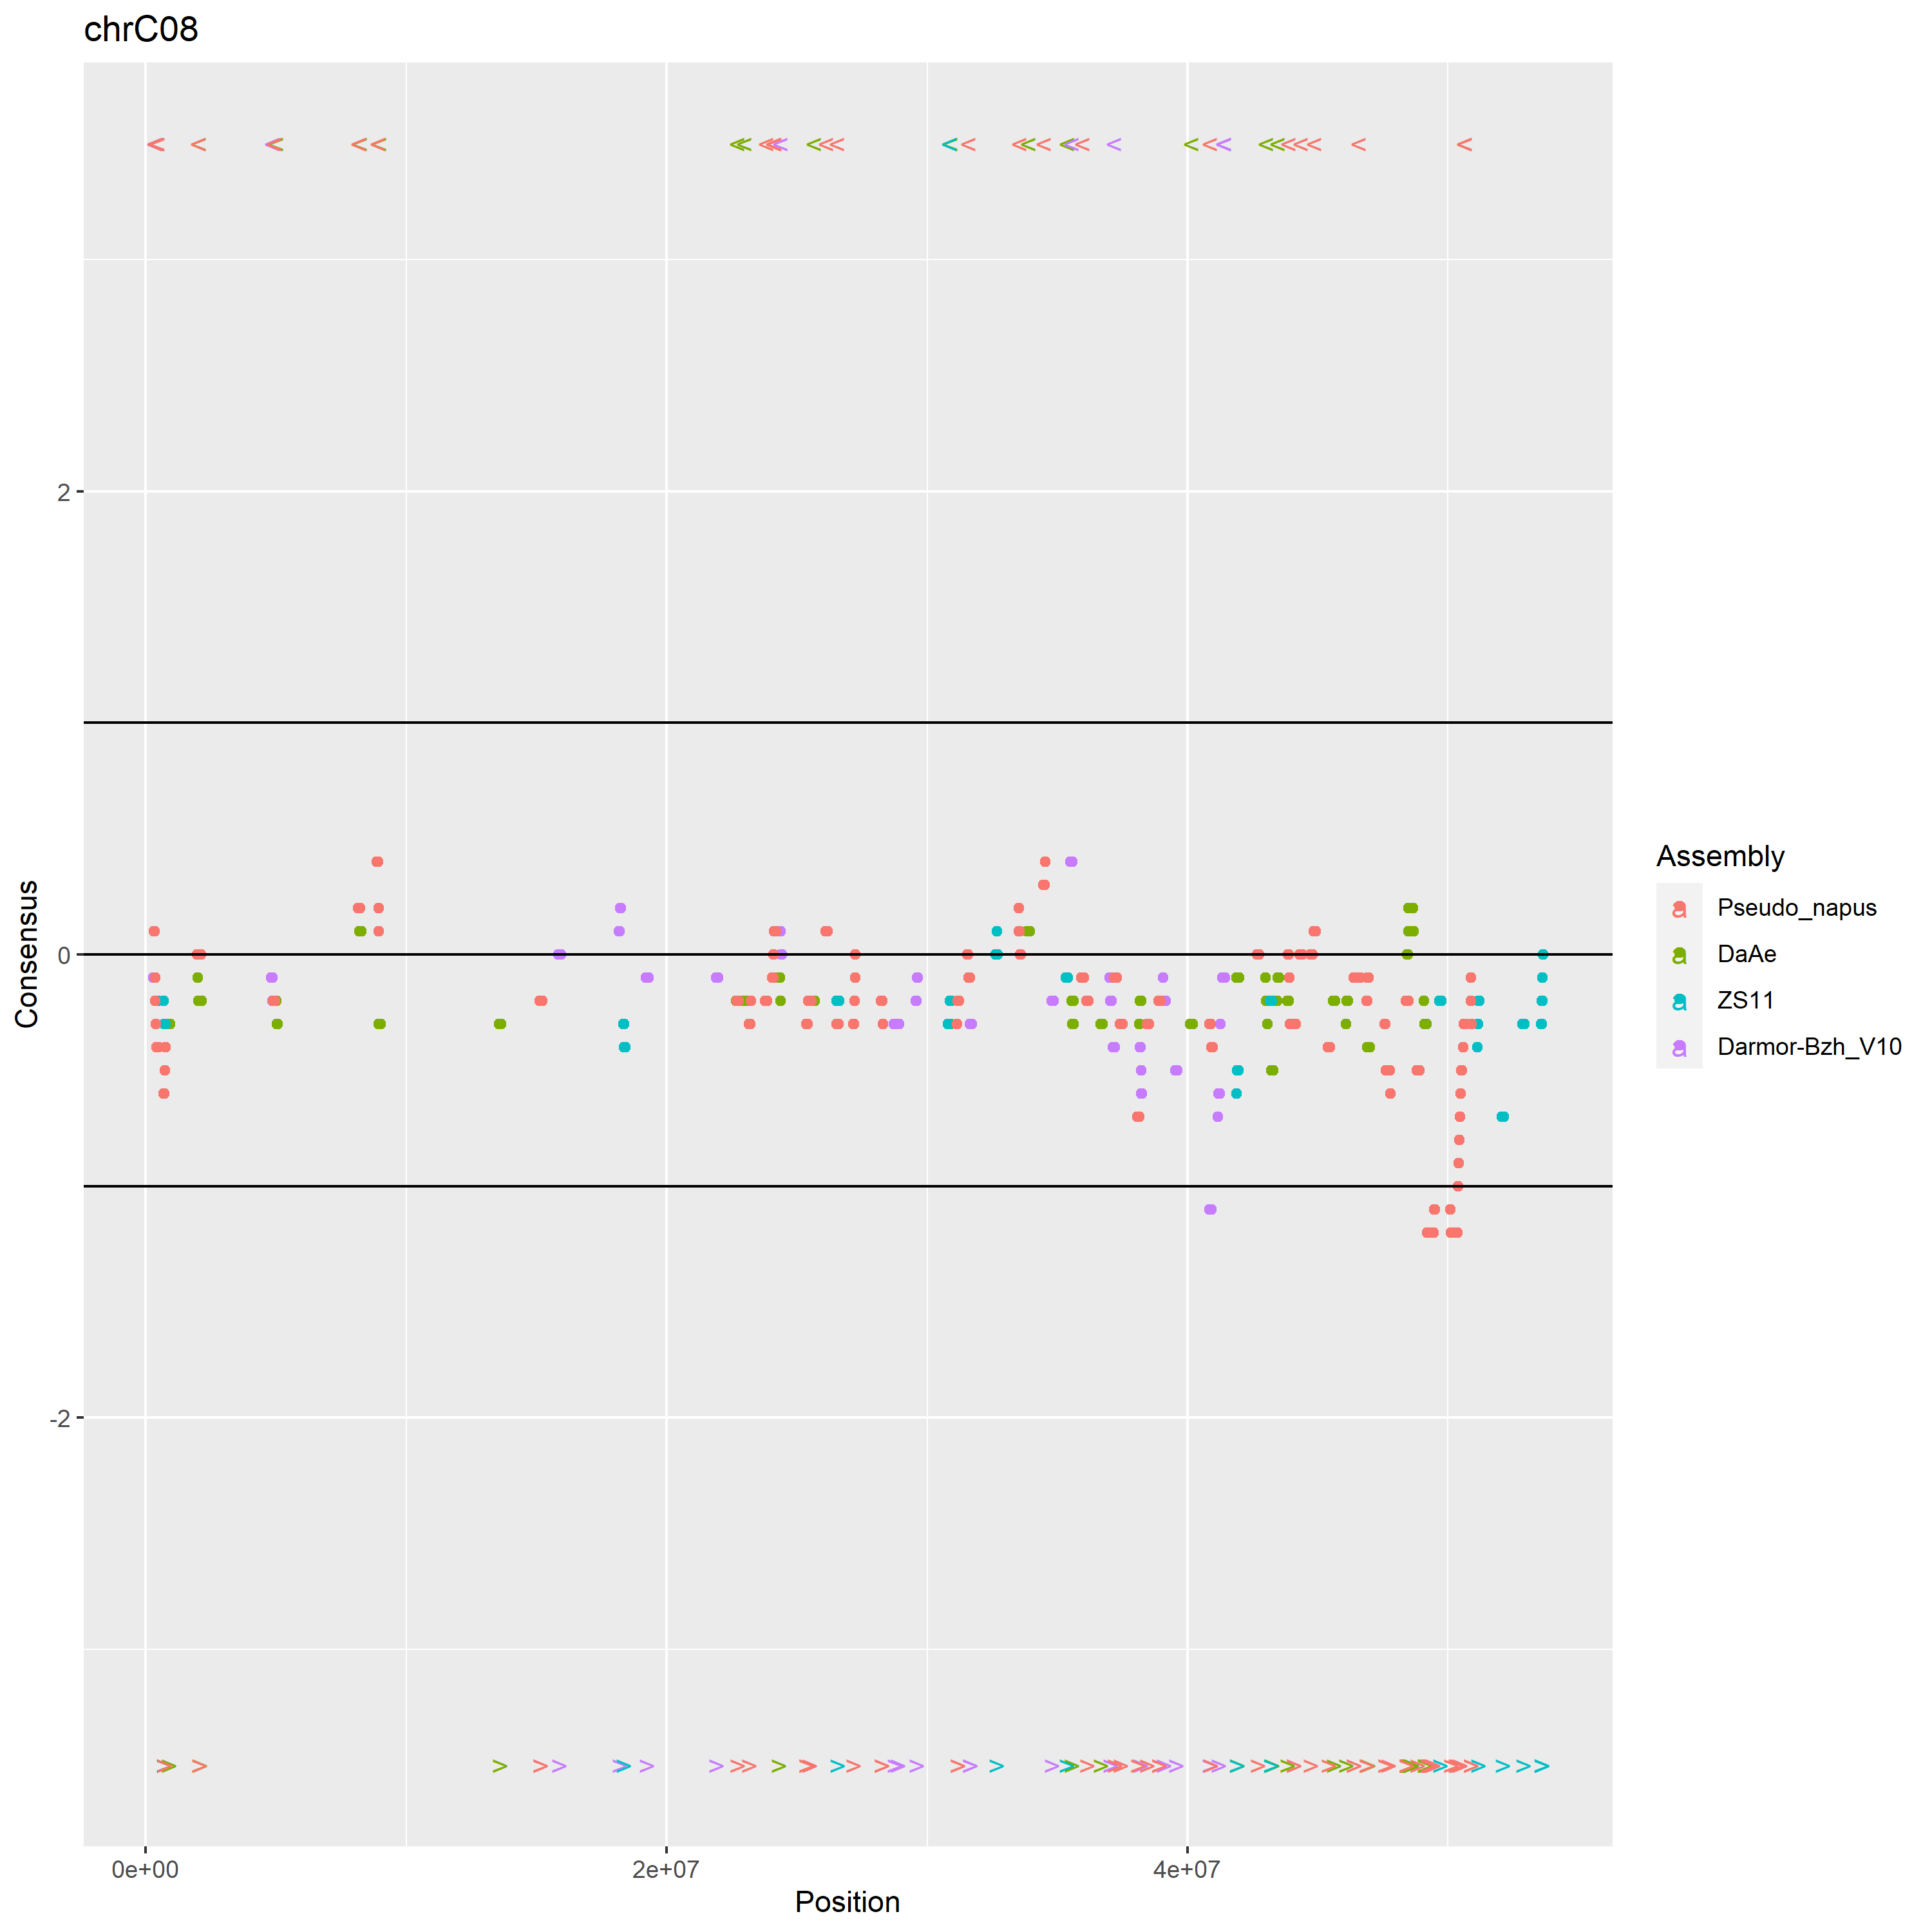 chrC08
2
0
-2
Consensus
0e+00
2e+07
4e+07
Position
Assembly
a Pseudo_napus
a DaAe
a ZS11
a Darmor-Bzh_V10